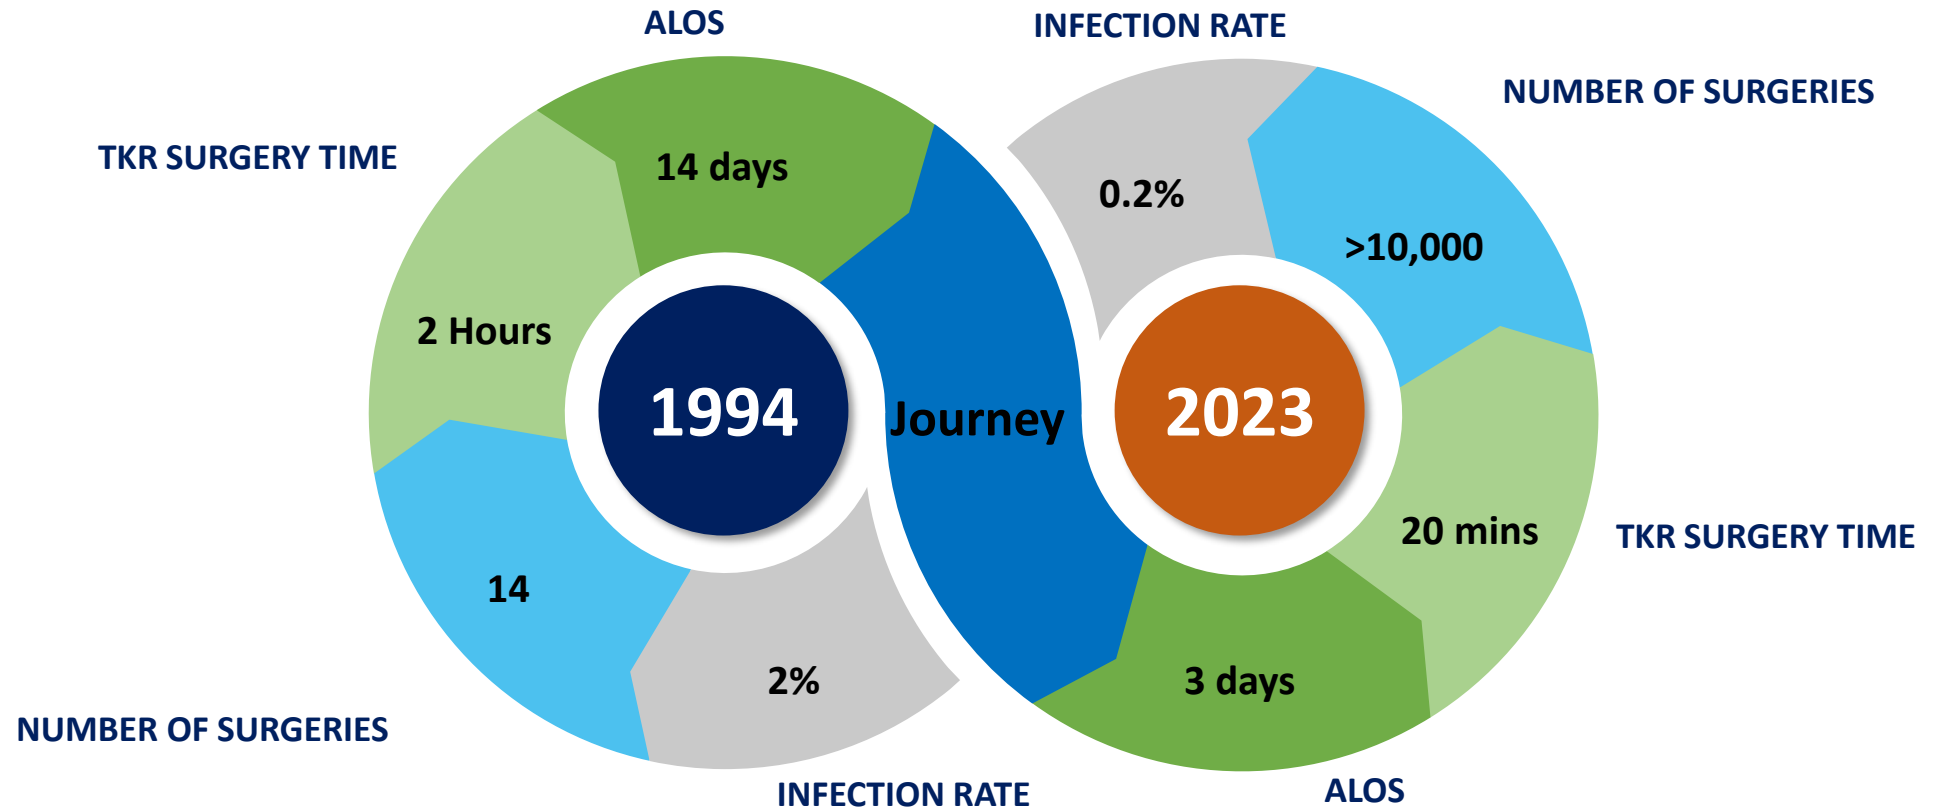 ALOS
INFECTION RATE
NUMBER OF SURGERIES
TKR SURGERY TIME
14 days
0.2%
>10,000
2 Hours
1994
Journey
2023
20 mins
TKR SURGERY TIME
14
2%
3 days
NUMBER OF SURGERIES
INFECTION RATE
ALOS